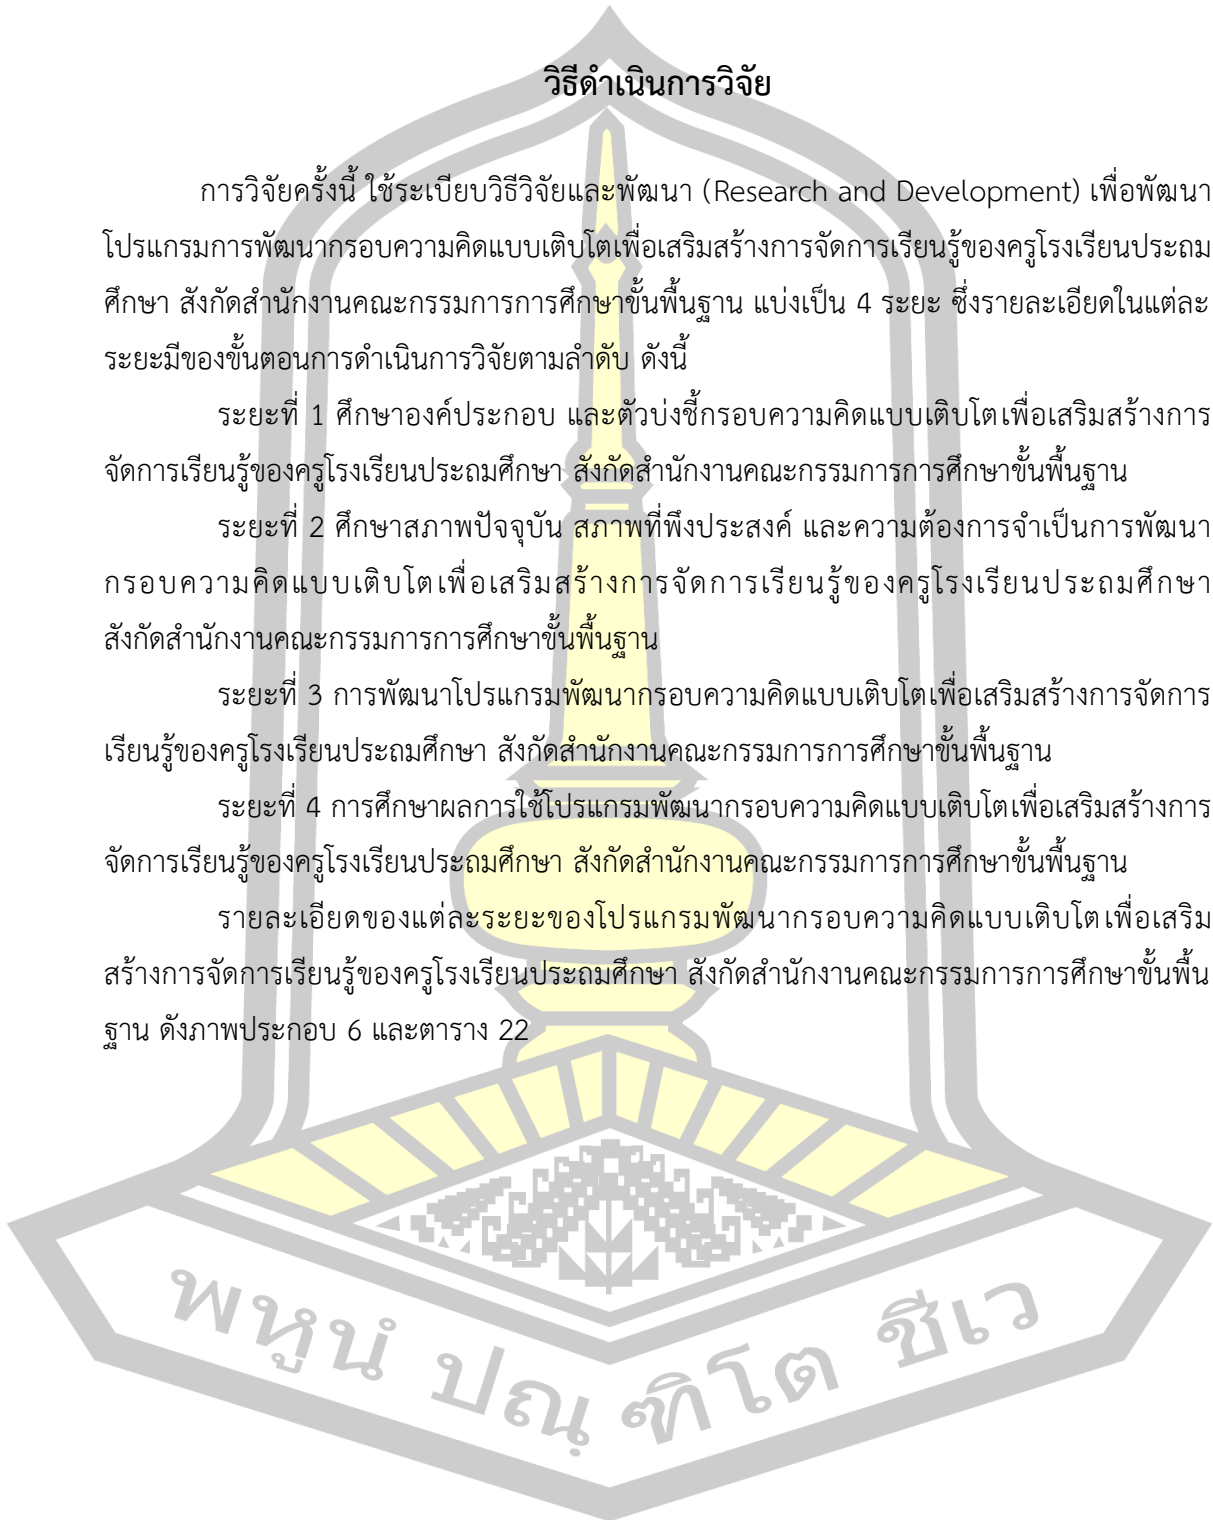 วิธีดำเนินการวิจัย
การวิจัยครั้งนี้ ใช้ระเบียบวิธีวิจัยและพัฒนา (Research and Development) เพื่อพัฒนา
โปรแกรมการพัฒนากรอบความคิดแบบเติบโตเพื่อเสริมสร้างการจัดการเรียนรู้ของครูโรงเรียนประถม
ศึกษา สังกัดสำนักงานคณะกรรมการการศึกษาขั้นพื้นฐาน แบ่งเป็น 4 ระยะ ซึ่งรายละเอียดในแต่ละ
ระยะมีของขั้นตอนการดำเนินการวิจัยตามลำดับ ดังนี้
ระยะที่ 1 ศึกษาองค์ประกอบ และตัวบ่งชี้กรอบความคิดแบบเติบโตเพื่อเสริมสร้างการ
จัดการเรียนรู้ของครูโรงเรียนประถมศึกษา สังกัดสำนักงานคณะกรรมการการศึกษาขั้นพื้นฐาน
ระยะที่ 2 ศึกษาสภาพปัจจุบัน สภาพที่พึงประสงค์ และความต้องการจำเป็นการพัฒนา
กรอบความคิดแบบเติบโตเพื่อเสริมสร้างการจัดการเรียนรู้ของครูโรงเรียนประถมศึกษา
สังกัดสำนักงานคณะกรรมการการศึกษาขั้นพื้นฐาน
ระยะที่ 3 การพัฒนาโปรแกรมพัฒนากรอบความคิดแบบเติบโตเพื่อเสริมสร้างการจัดการ
เรียนรู้ของครูโรงเรียนประถมศึกษา สังกัดสำนักงานคณะกรรมการการศึกษาขั้นพื้นฐาน
ระยะที่ 4 การศึกษาผลการใช้โปรแกรมพัฒนากรอบความคิดแบบเติบโตเพื่อเสริมสร้างการ
จัดการเรียนรู้ของครูโรงเรียนประถมศึกษา สังกัดสำนักงานคณะกรรมการการศึกษาขั้นพื้นฐาน
รายละเอียดของแต่ละระยะของโปรแกรมพัฒนากรอบความคิดแบบเติบโตเพื่อเสริม
สร้างการจัดการเรียนรู้ของครูโรงเรียนประถมศึกษา สังกัดสำนักงานคณะกรรมการการศึกษาขั้นพื้น
ฐาน ดังภาพประกอบ 6 และตาราง 22
พหูนํ ปณฺฑิโต ชีเว